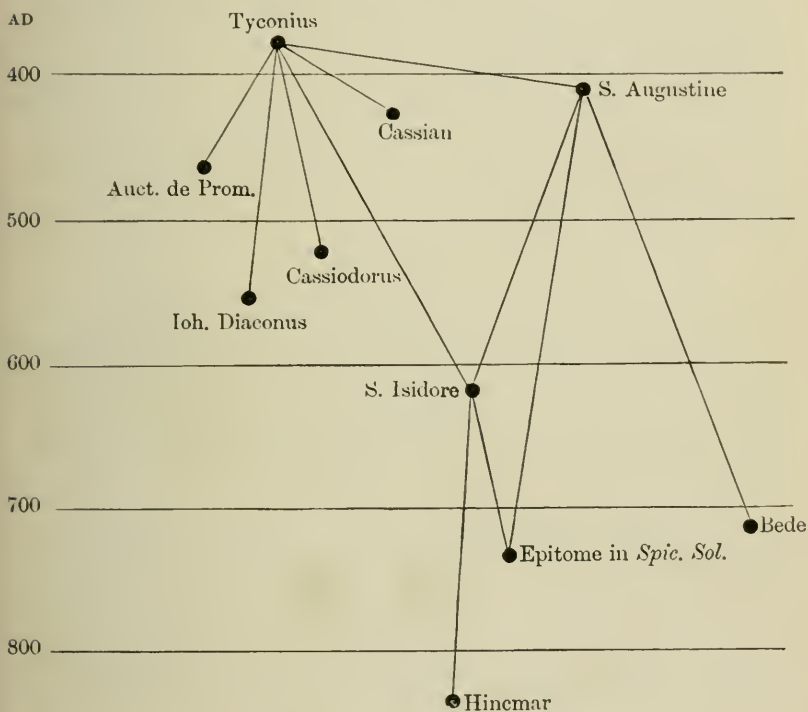 AD
Tyconius
400
S. Augustine
Cassian
Auct. de Prom.
500
Cassiodorus
Ioh. Diaconus
600
S. Isidore
700
Bede
Epitome in Spic. Sol.
800
Hincmar